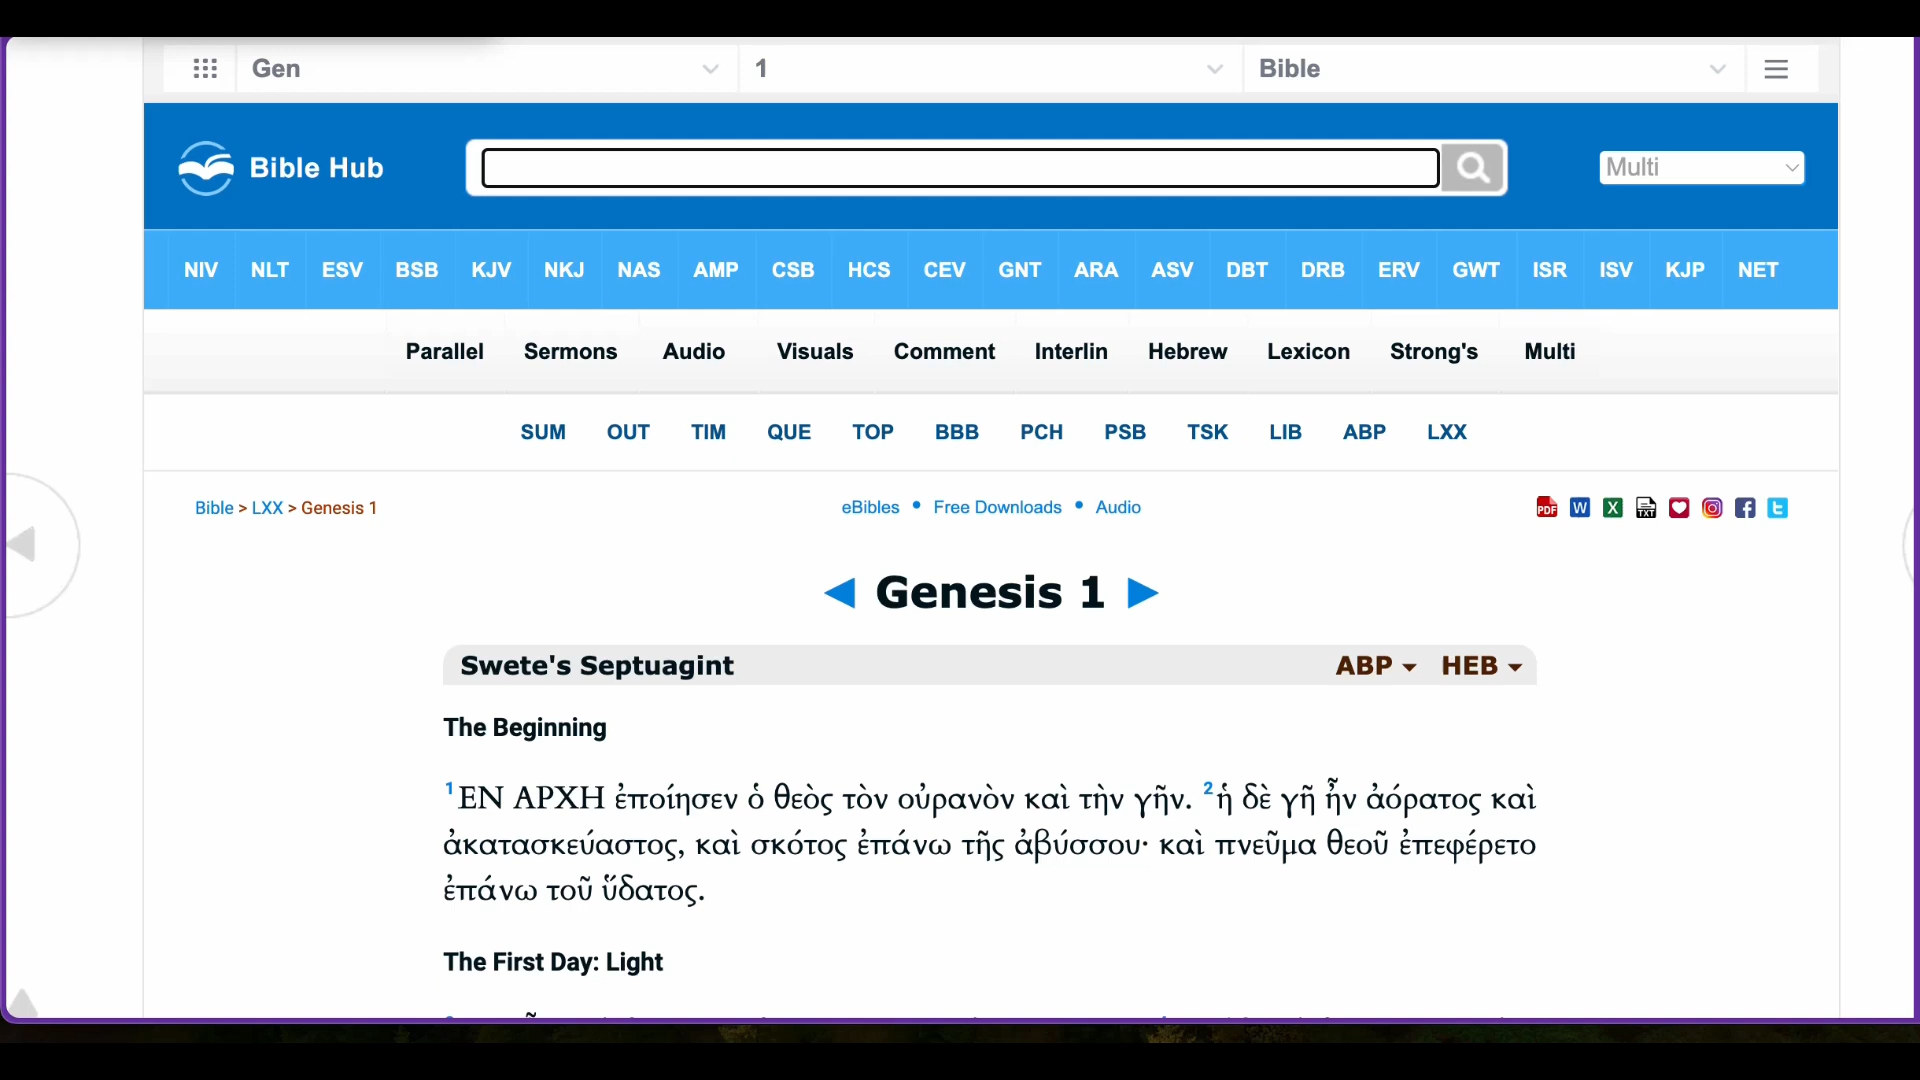 Gen 1 Bible
Bible Hub Multi
NIV NLT ESV BSB KJV NKJ NAS AMP CSB HCS CEV GNT ARA ASV DBT DRB ERV GWT ISR ISV KJP NET
Parallel Sermons Audio Visuals Comment Interlin Hebrew Lexicon Strong's Multi
SUM OUT TIM QUE TOP BBB PCH PSB TSK LIB ABP LXX
Bible > LXX > Genesis 1 eBibles • Free Downloads • Audio PDF W X TXT
◄ Genesis 1 ►
Swete's Septuagint ABP ▾ HEB ▾
The Beginning
1 ΕΝ ΑΡΧΗ ἐποίησεν ὁ θεὸς τὸν οὐρανὸν καὶ τὴν γῆν. 2 ἡ δὲ γῆ ἦν ἀόρατος καὶ
ἀκατασκεύαστος, καὶ σκότος ἐπάνω τῆς ἀβύσσου· καὶ πνεῦμα θεοῦ ἐπεφέρετο
ἐπάνω τοῦ ὕδατος.
The First Day: Light